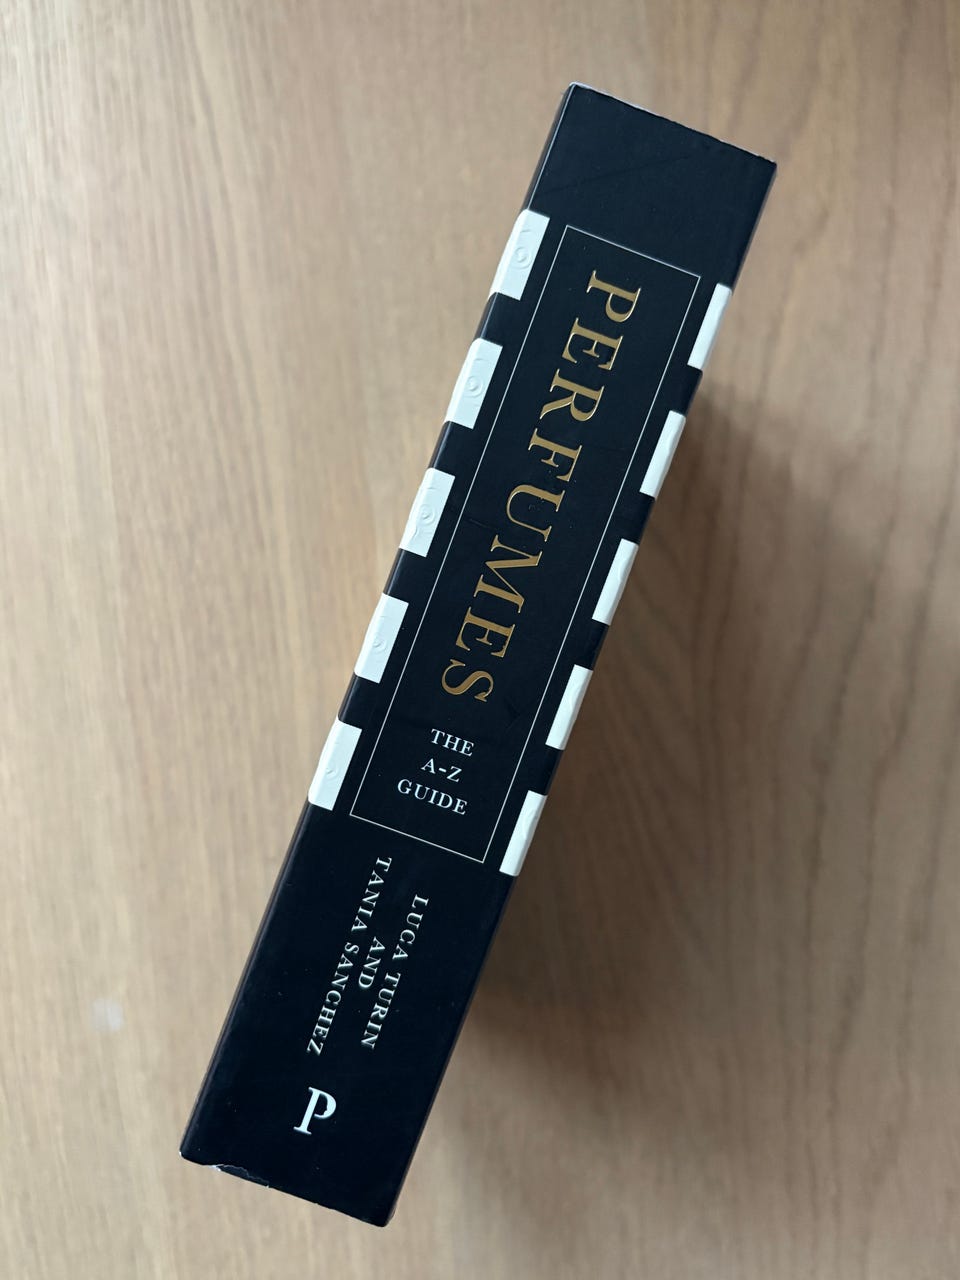 PERFUMES
THE
A-Z
GUIDE
LUCA TURIN
AND
TANIA SANCHEZ
P